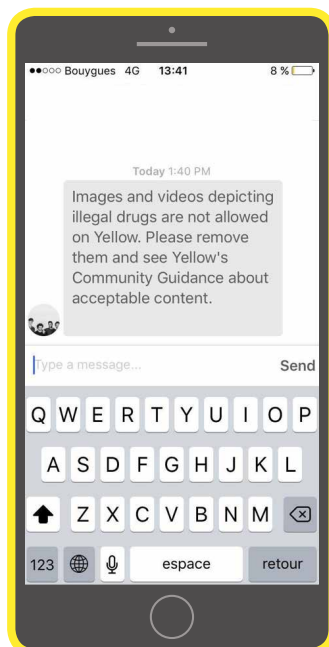 ●●○○○ Bouygues 4G 13:41 8 %
Today 1:40 PM
Images and videos depicting
illegal drugs are not allowed
on Yellow. Please remove
them and see Yellow's
Community Guidance about
acceptable content.
Type a message... Send
Q W E R T Y U I O P
A S D F G H J K L
Z X C V B N M
123 espace retour